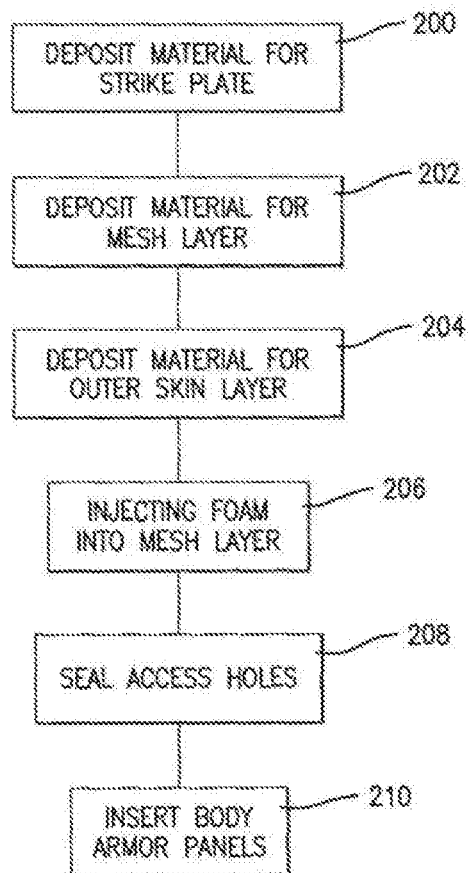 200
DEPOSIT MATERIAL FOR
STRIKE PLATE
202
DEPOSIT MATERIAL FOR
MESH LAYER
204
DEPOSIT MATERIAL FOR
OUTER SKIN LAYER
206
INJECTING FOAM
INTO MESH LAYER
208
SEAL ACCESS HOLES
210
INSERT BODY
ARMOR PANELS